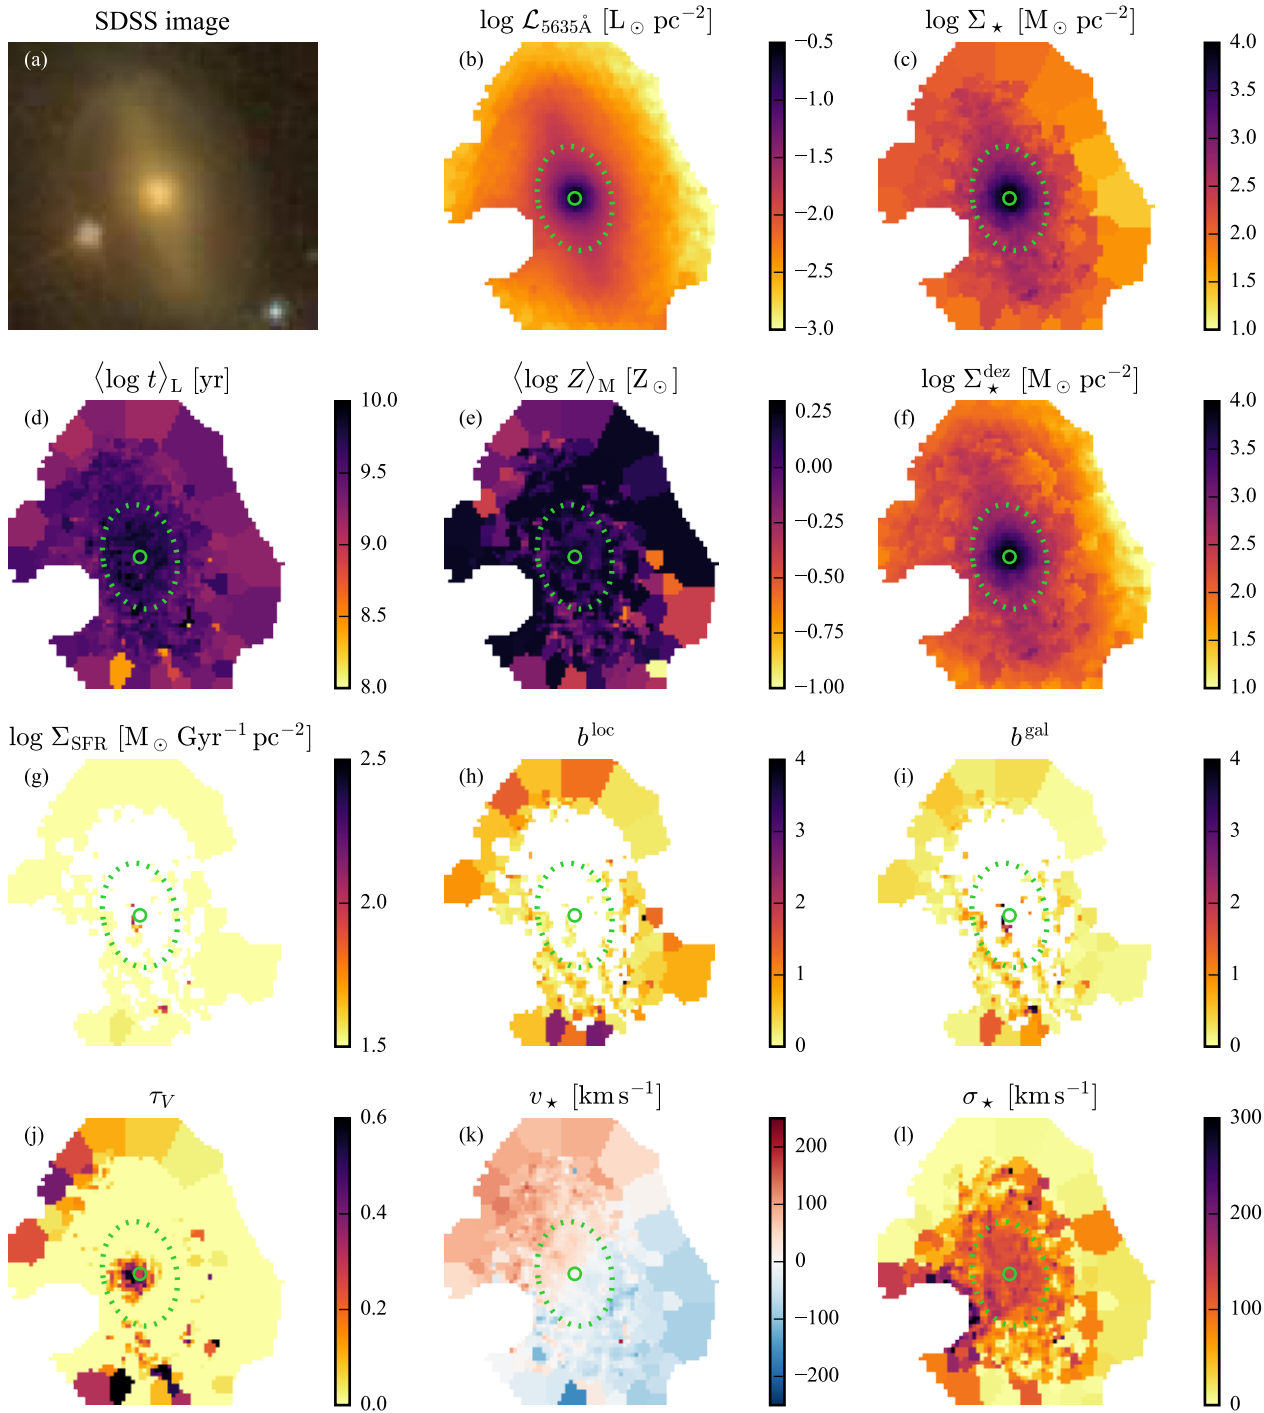 SDSS image
log ℒ₅₆₃₅Å [L⊙ pc⁻²]
log Σ⋆ [M⊙ pc⁻²]
(a)
(b)
−0.5
−1.0
−1.5
−2.0
−2.5
−3.0
(c)
4.0
3.5
3.0
2.5
2.0
1.5
1.0
⟨log t⟩L [yr]
⟨log Z⟩M [Z⊙]
log Σ⋆ᵈᵉᶻ [M⊙ pc⁻²]
(d)
10.0
9.5
9.0
8.5
8.0
(e)
0.25
0.00
−0.25
−0.50
−0.75
−1.00
(f)
4.0
3.5
3.0
2.5
2.0
1.5
1.0
log ΣSFR [M⊙ Gyr⁻¹ pc⁻²]
bˡᵒᶜ
bᵍᵃˡ
(g)
2.5
2.0
1.5
(h)
4
3
2
1
0
(i)
4
3
2
1
0
τV
v⋆ [km s⁻¹]
σ⋆ [km s⁻¹]
(j)
0.6
0.4
0.2
0.0
(k)
200
100
0
−100
−200
(l)
300
200
100
0